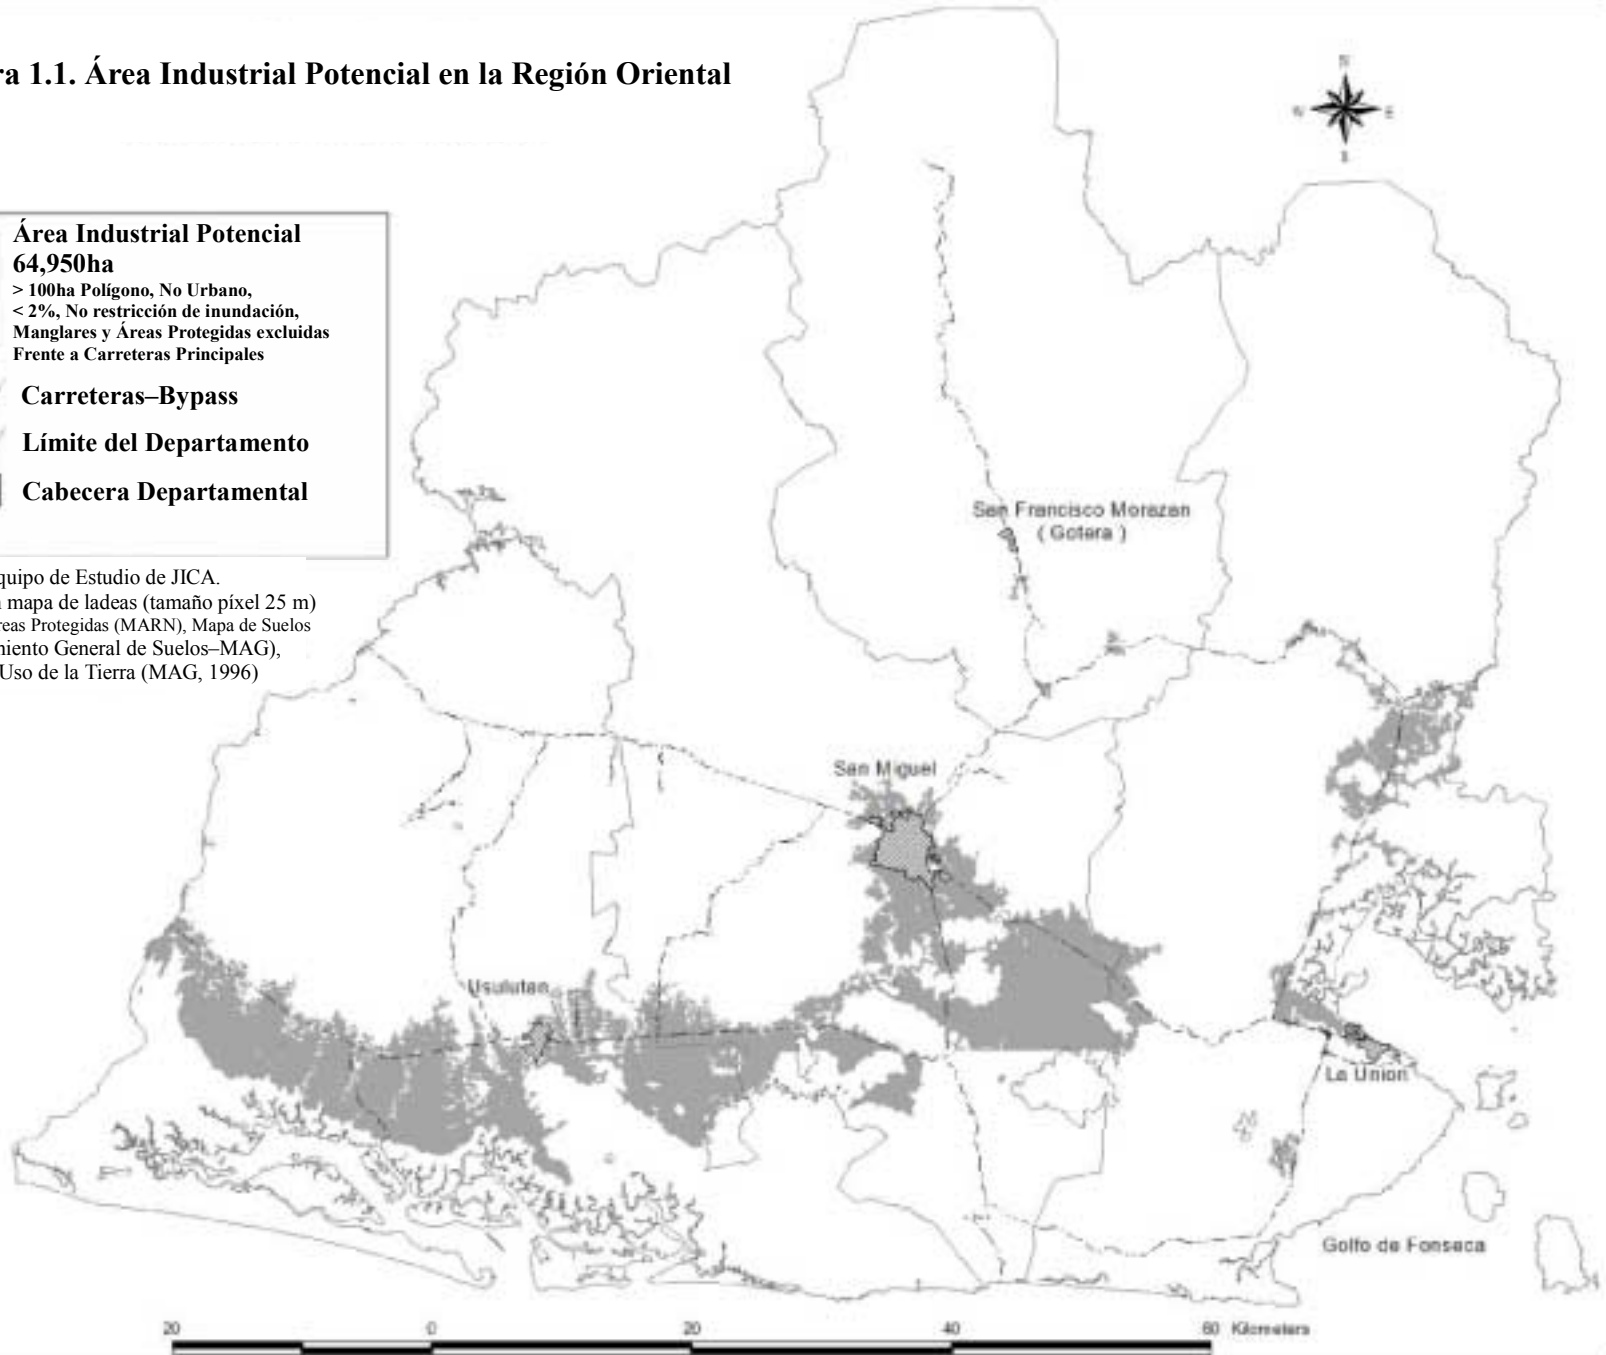 ra 1.1. Área Industrial Potencial en la Región Oriental
N
W E
S
Área Industrial Potencial
64,950ha
> 100ha Polígono, No Urbano,
< 2%, No restricción de inundación,
Manglares y Áreas Protegidas excluidas
Frente a Carreteras Principales
Carreteras–Bypass
Límite del Departamento
Cabecera Departamental
quipo de Estudio de JICA.
mapa de ladeas (tamaño píxel 25 m)
reas Protegidas (MARN), Mapa de Suelos
miento General de Suelos–MAG),
Uso de la Tierra (MAG, 1996)
San Francisco Morazan
( Gotera )
San Miguel
Usulutan
La Union
Golfo de Fonseca
20 0 20 40 60 Kilometers